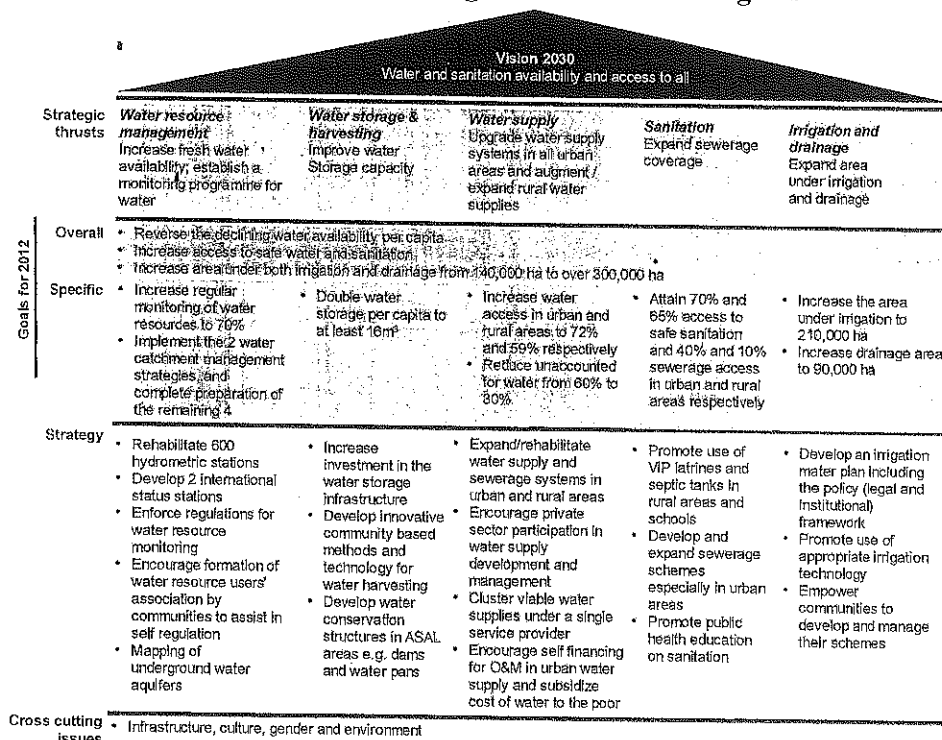 a
Vision 2030
Water and sanitation availability and access to all
Strategic
thrusts
Water resource
management
Increase fresh water
availability; establish a
monitoring programme for
water
Water storage &
harvesting
Improve water
Storage capacity
Water supply
Upgrade water supply
systems in all urban
areas and augment /
expand rural water
supplies
Sanitation
Expand sewerage
coverage
Irrigation and
drainage
Expand area
under irrigation
and drainage
Goals for 2012
Overall
• Reverse the declining water availability per capita
• Increase access to safe water and sanitation
• Increase area under both irrigation and drainage from 140,000 ha to over 300,000 ha
Specific
• Increase regular
monitoring of water
resources to 70%
• Implement the 2 water
catchment management
strategies, and
complete preparation of
the remaining 4
• Double water
storage per capita to
at least 16m³
• Increase water
access in urban and
rural areas to 72%
and 59% respectively
• Reduce unaccounted
for water from 60% to
30%
• Attain 70% and
65% access to
safe sanitation
and 40% and 10%
sewerage access
in urban and rural
areas respectively
• Increase the area
under irrigation to
210,000 ha
• Increase drainage area
to 90,000 ha
Strategy
• Rehabilitate 600
hydrometric stations
• Develop 2 international
status stations
• Enforce regulations for
water resource
monitoring
• Encourage formation of
water resource users'
association by
communities to assist in
self regulation
• Mapping of
underground water
aquifers
• Increase
investment in the
water storage
infrastructure
• Develop innovative
community based
methods and
technology for
water harvesting
• Develop water
conservation
structures in ASAL
areas e.g. dams
and water pans
• Expand/rehabilitate
water supply and
sewerage systems in
urban and rural areas
• Encourage private
sector participation in
water supply
development and
management
• Cluster viable water
supplies under a single
service provider
• Encourage self financing
for O&M in urban water
supply and subsidize
cost of water to the poor
• Promote use of
VIP latrines and
septic tanks in
rural areas and
schools
• Develop and
expand sewerage
schemes
especially in urban
areas
• Promote public
health education
on sanitation
• Develop an irrigation
mater plan including
the policy (legal and
Institutional)
framework
• Promote use of
appropriate irrigation
technology
• Empower
communities to
develop and manage
their schemes
Cross cutting
issues
• Infrastructure, culture, gender and environment